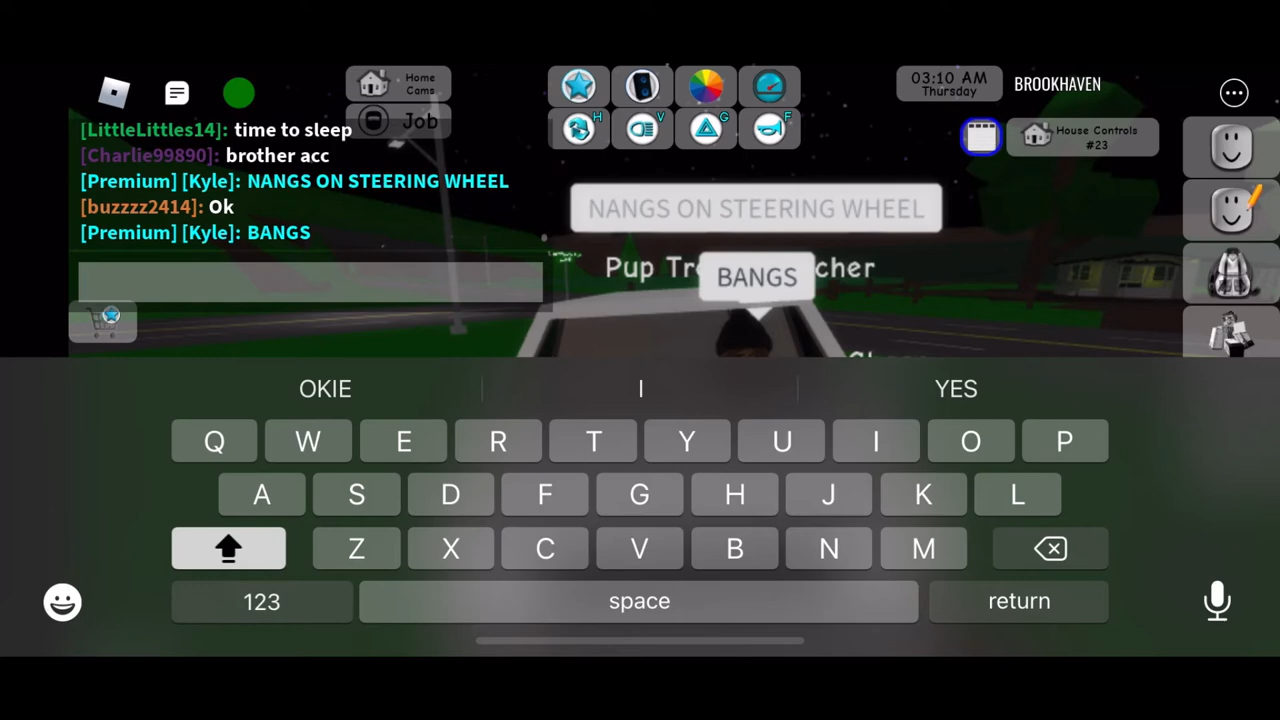 Home
Cams
Job
H
V
G
F
03:10 AM
Thursday
BROOKHAVEN
House Controls
#23
[LittleLittles14]: time to sleep
[Charlie99890]: brother acc
[Premium] [Kyle]: NANGS ON STEERING WHEEL
[buzzzz2414]: Ok
[Premium] [Kyle]: BANGS
NANGS ON STEERING WHEEL
Pup
BANGS
OKIE I YES
Q W E R T Y U I O P
A S D F G H J K L
Z X C V B N M
123 space return